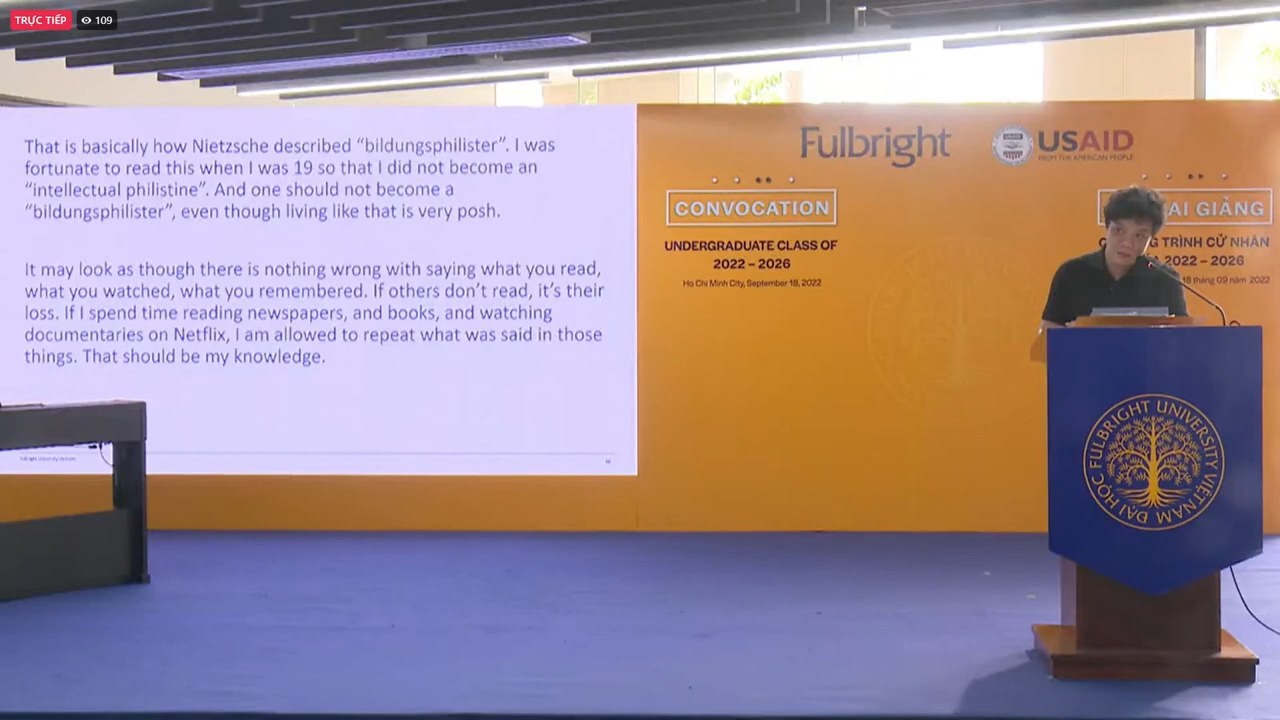 TRỰC TIẾP
109
That is basically how Nietzsche described “bildungsphilister”. I was
fortunate to read this when I was 19 so that I did not become an
“intellectual philistine”. And one should not become a
“bildungsphilister”, even though living like that is very posh.
It may look as though there is nothing wrong with saying what you read,
what you watched, what you remembered. If others don’t read, it’s their
loss. If I spend time reading newspapers, and books, and watching
documentaries on Netflix, I am allowed to repeat what was said in those
things. That should be my knowledge.
Fulbright University Vietnam
Fulbright
USAID
FROM THE AMERICAN PEOPLE
CONVOCATION
UNDERGRADUATE CLASS OF
2022 – 2026
Ho Chi Minh City, September 18, 2022
AI GIẢNG
G TRÌNH CỬ NHÂN
2022 – 2026
18 tháng 09 năm 2022
FULBRIGHT UNIVERSITY VIETNAM
ĐẠI HỌC